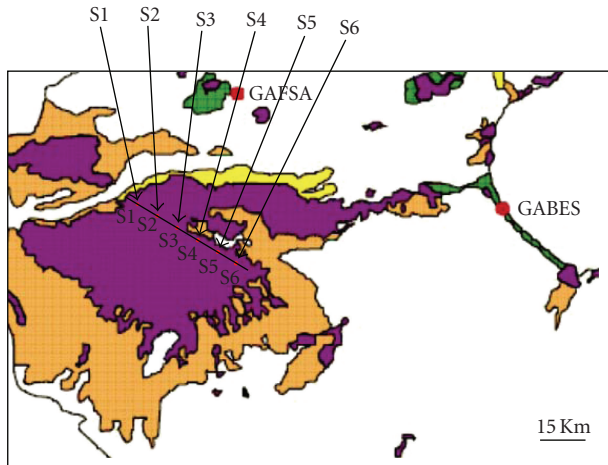 S1 S2 S3 S4 S5 S6
GAFSA
GABES
S1
S2
S3
S4
S5
S6
15 Km